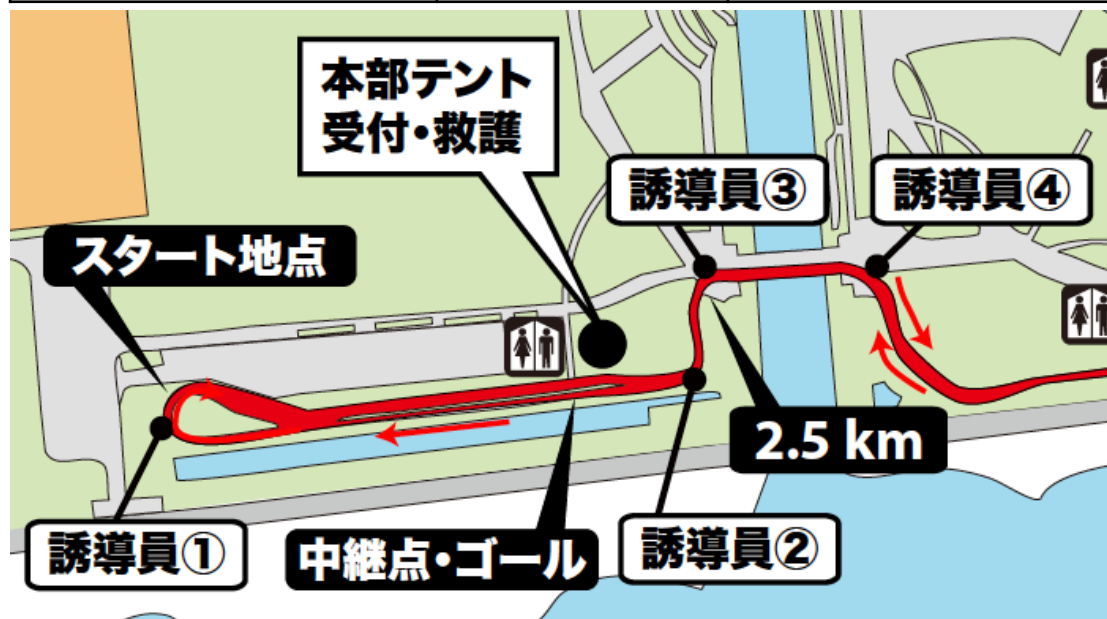 本部テント
受付・救護
誘導員③
誘導員④
スタート地点
2.5 km
誘導員①
中継点・ゴール
誘導員②